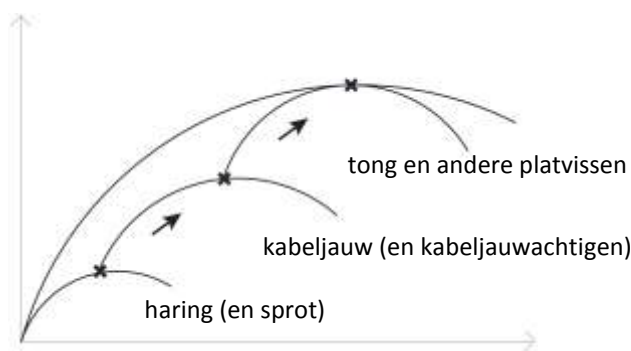 tong en andere platvissen
kabeljauw (en kabeljauwachtigen)
haring (en sprot)